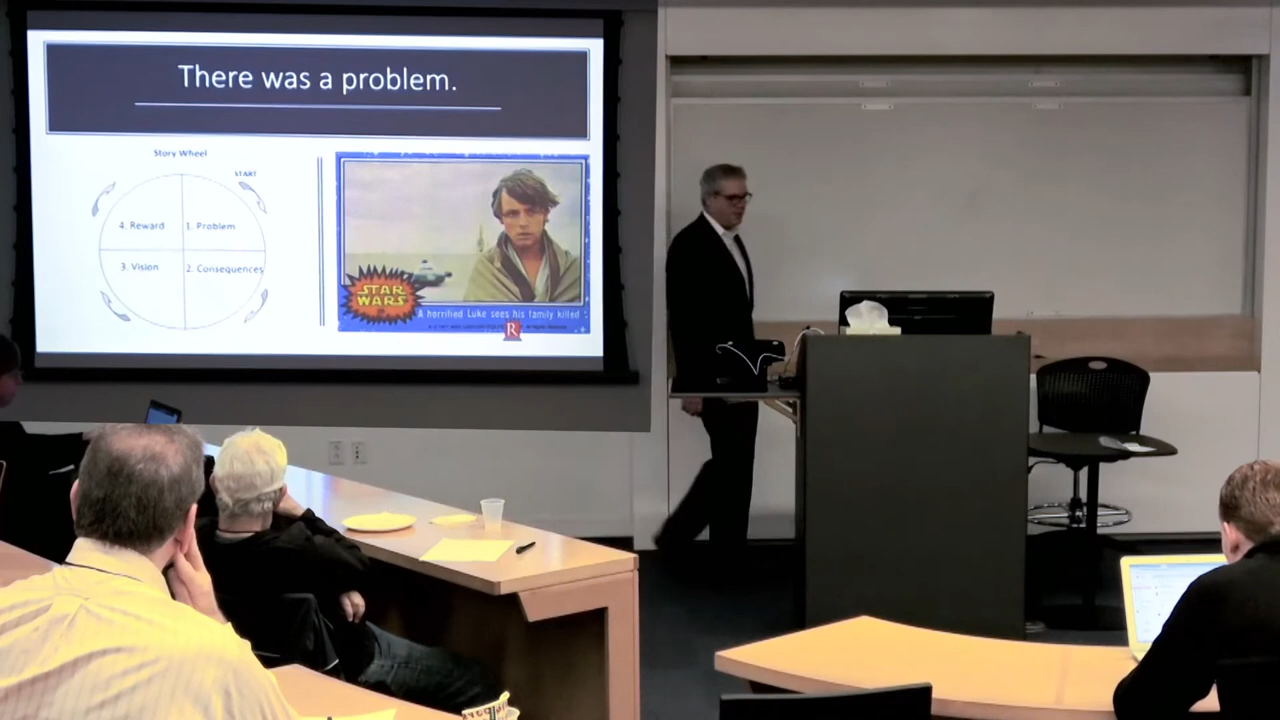 There was a problem.
Story Wheel
START
4. Reward
1. Problem
3. Vision
2. Consequences
STAR
WARS
A horrified Luke sees his family killed
R